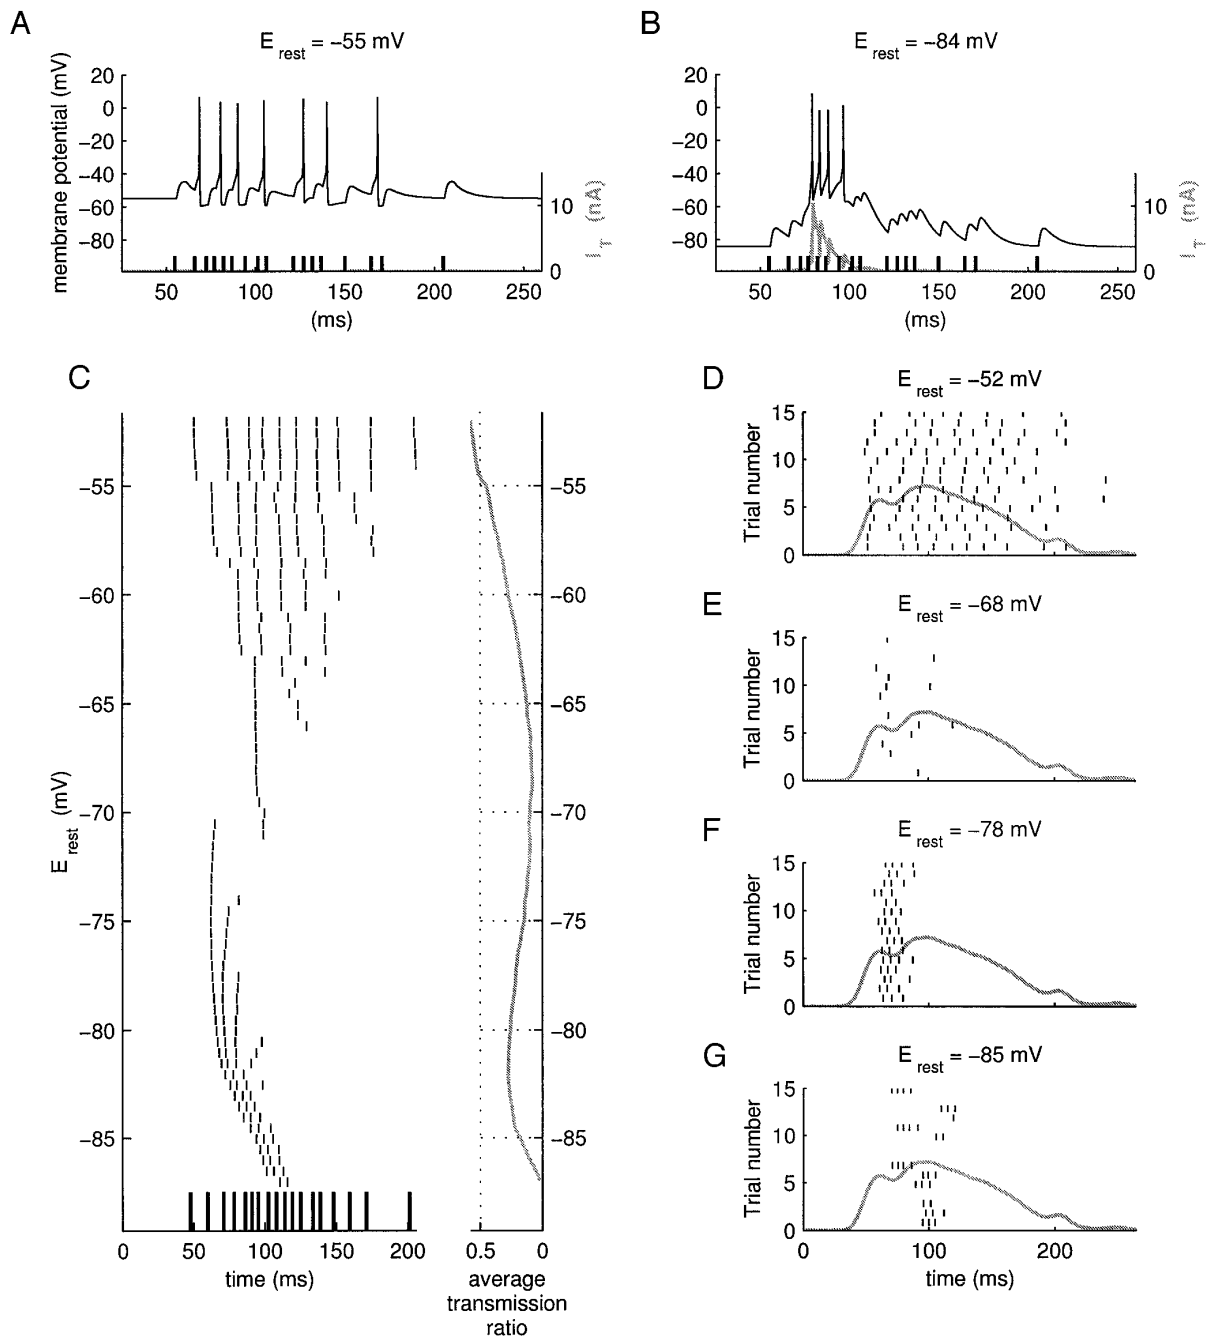 A
E rest = −55 mV
membrane potential (mV)
20
0
−20
−40
−60
−80
10
0
I T (nA)
50 100 150 200 250
(ms)
B
E rest = −84 mV
20
0
−20
−40
−60
−80
10
0
I T (nA)
50 100 150 200 250
(ms)
C
E rest (mV)
−55
−60
−65
−70
−75
−80
−85
0 50 100 150 200
time (ms)
−55
−60
−65
−70
−75
−80
−85
0.5 0
average
transmission
ratio
D
E rest = −52 mV
Trial number
15
10
5
0
E
E rest = −68 mV
Trial number
15
10
5
0
F
E rest = −78 mV
Trial number
15
10
5
0
G
E rest = −85 mV
Trial number
15
10
5
0
0 100 200
time (ms)